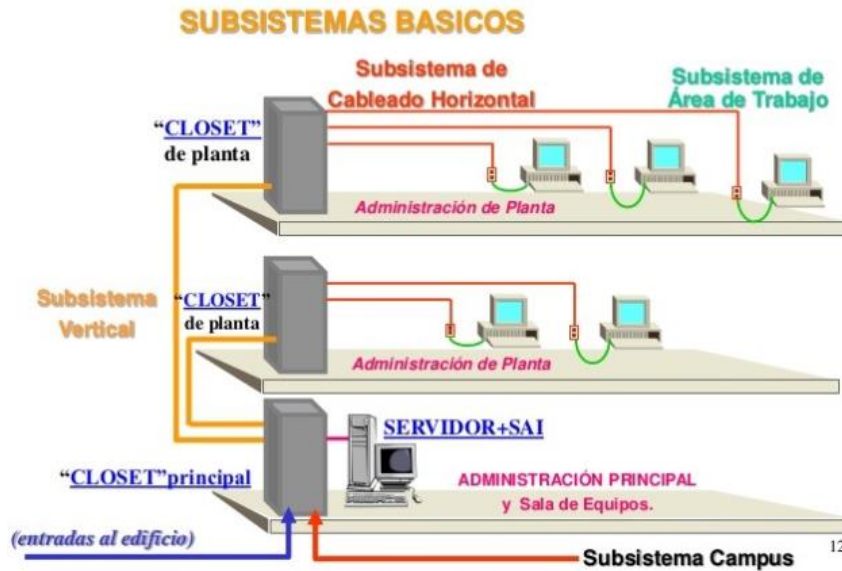 SUBSISTEMAS BASICOS
Subsistema de
Cableado Horizontal
Subsistema de
Área de Trabajo
“CLOSET”
de planta
Administración de Planta
Subsistema
Vertical
“CLOSET”
de planta
Administración de Planta
SERVIDOR+SAI
“CLOSET”principal
ADMINISTRACIÓN PRINCIPAL
y Sala de Equipos.
(entradas al edificio)
Subsistema Campus
12